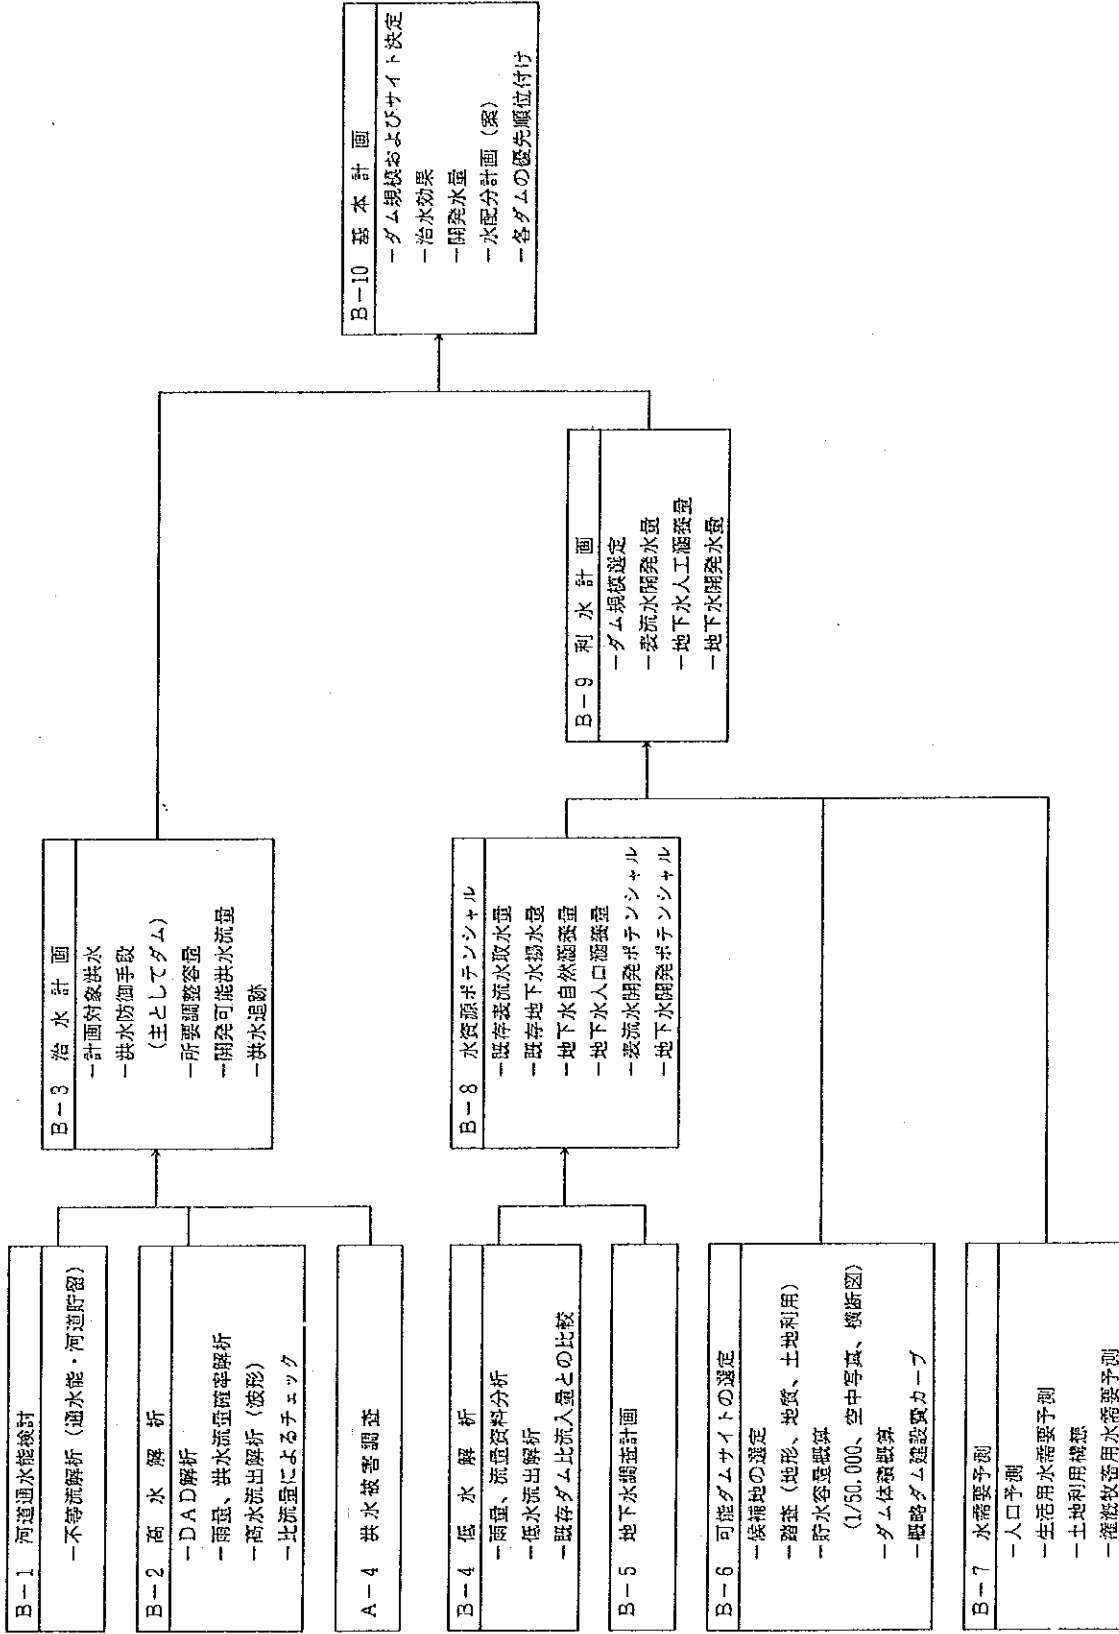 B-1 河道通水能検討
-不等流解析（通水能・河道貯留）
B-2 高水解析
-DAD解析
-雨量、洪水流量確率解析
-高水流出解析（波形）
-比流量によるチェック
A-4 洪水被害調査
B-3 治水計画
-計画対象洪水
-洪水防御手段
（主としてダム）
-所要調整容量
-開発可能洪水流量
-洪水追跡
B-4 低水解析
-雨量、流量資料分析
-低水流出解析
-既存ダム比流入量との比較
B-5 地下水調査計画
B-8 水資源ポテンシャル
-既存表流水取水量
-既存地下水揚水量
-地下水自然涵養量
-地下水人口涵養量
-表流水開発ポテンシャル
-地下水開発ポテンシャル
B-6 可能ダムサイトの選定
-候補地の選定
-踏査（地形、地質、土地利用）
-貯水容量概算
(1/50,000、空中写真、横断図)
-ダム体積概算
-概略ダム建設費カーブ
B-7 水需要予測
-人口予測
-生活用水需要予測
-土地利用構想
-灌漑牧畜用水需要予測
B-9 利水計画
-ダム規模選定
-表流水開発水量
-地下水人工涵養量
-地下水開発水量
B-10 基本計画
-ダム規模およびサイト決定
-治水効果
-開発水量
-水配分計画（案）
-各ダムの優先順位付け